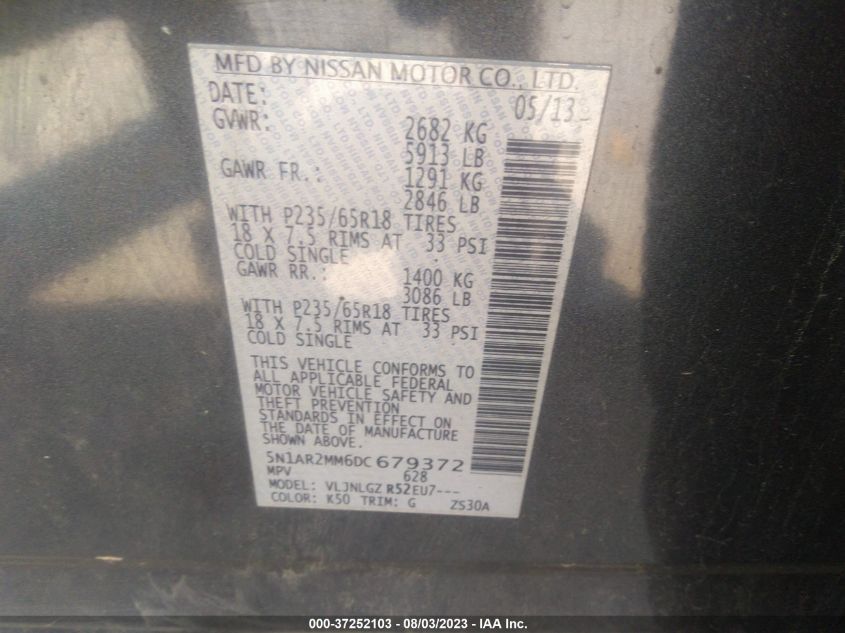 MFD BY NISSAN MOTOR CO., LTD.
DATE: 05/13
GVWR: 2682 KG
5913 LB
GAWR FR.: 1291 KG
2846 LB
WITH P235/65R18 TIRES
18 X 7.5 RIMS AT 33 PSI
COLD SINGLE
GAWR RR.: 1400 KG
3086 LB
WITH P235/65R18 TIRES
18 X 7.5 RIMS AT 33 PSI
COLD SINGLE
THIS VEHICLE CONFORMS TO
ALL APPLICABLE FEDERAL
MOTOR VEHICLE SAFETY AND
THEFT PREVENTION
STANDARDS IN EFFECT ON
THE DATE OF MANUFACTURE
SHOWN ABOVE.
5N1AR2MM6DC679372
MPV 628
MODEL: VLJNLGZ R52EU7---
COLOR: K50 TRIM: G ZS30A
000-37252103 - 08/03/2023 - IAA Inc.